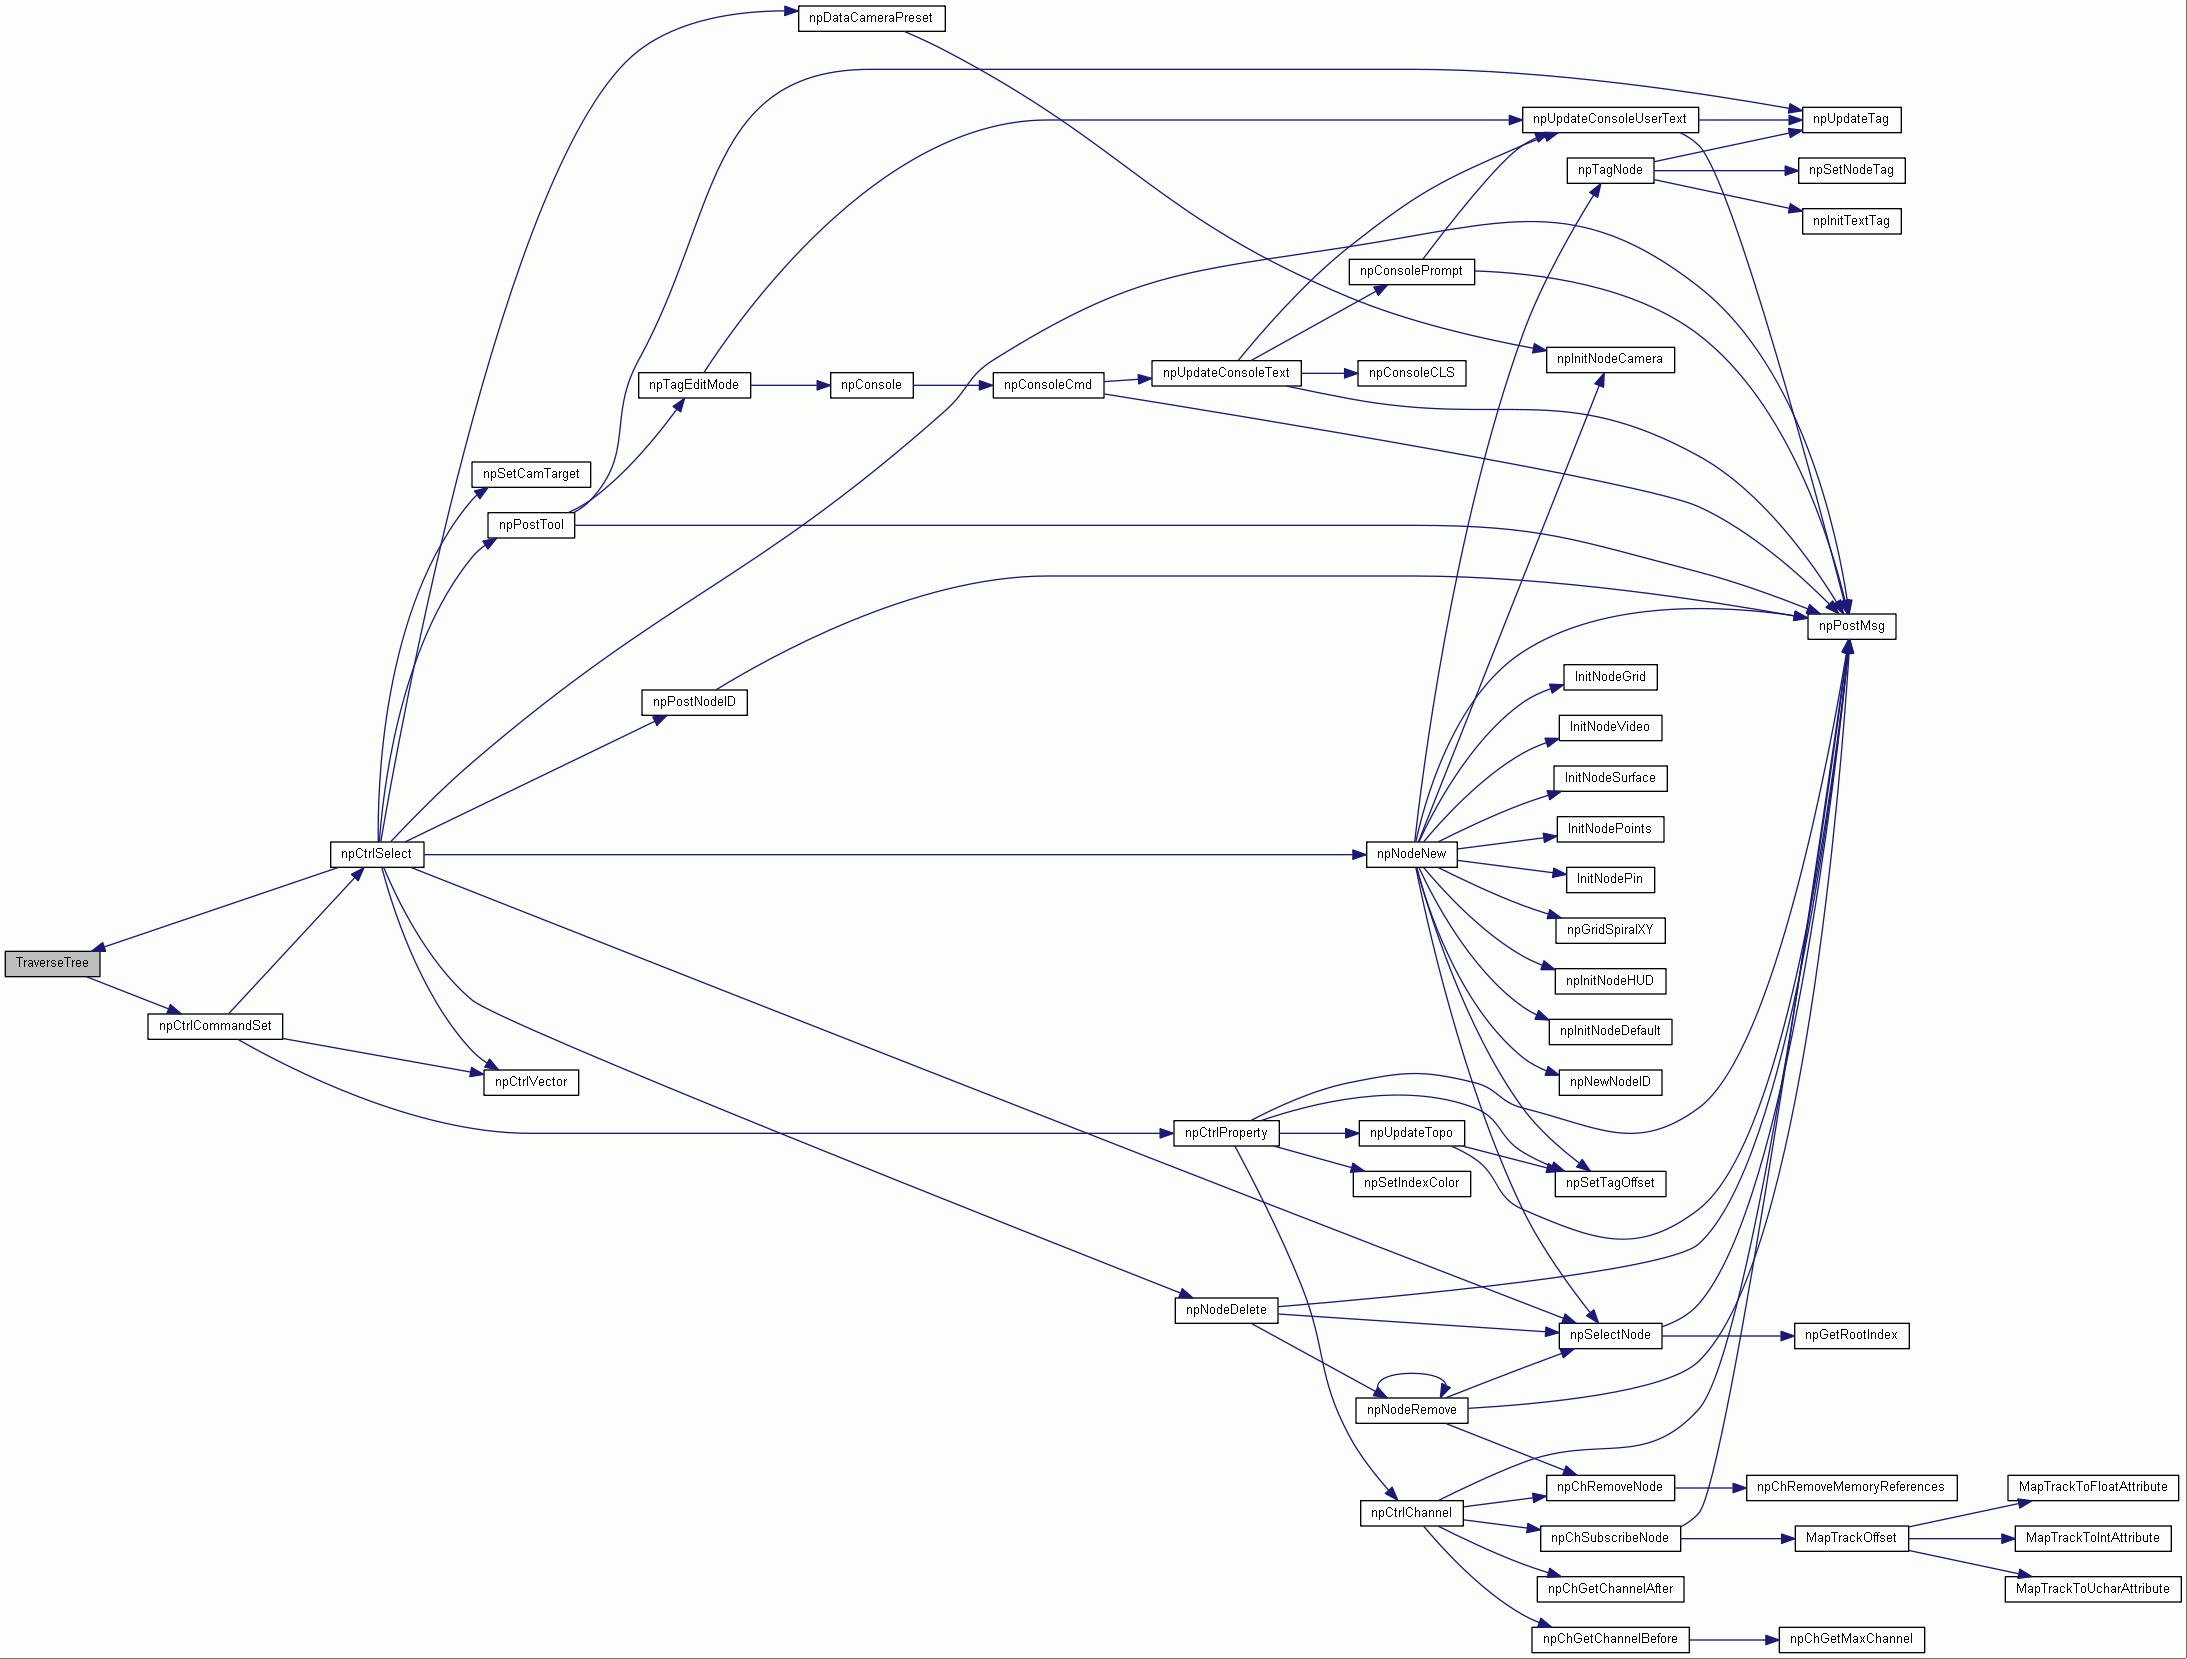 npDataCameraPreset
npUpdateConsoleUserText
npUpdateTag
npTagNode
npSetNodeTag
npInitTextTag
npConsolePrompt
npInitNodeCamera
npTagEditMode
npConsole
npConsoleCmd
npUpdateConsoleText
npConsoleCLS
npSetCamTarget
npPostTool
npPostMsg
InitNodeGrid
npPostNodeID
InitNodeVideo
InitNodeSurface
InitNodePoints
npCtrlSelect
npNodeNew
InitNodePin
npGridSpiralXY
TraverseTree
npInitNodeHUD
npCtrlCommandSet
npInitNodeDefault
npCtrlVector
npNewNodeID
npCtrlProperty
npUpdateTopo
npSetIndexColor
npSetTagOffset
npNodeDelete
npSelectNode
npGetRootIndex
npNodeRemove
npChRemoveNode
npChRemoveMemoryReferences
MapTrackToFloatAttribute
npCtrlChannel
npChSubscribeNode
MapTrackOffset
MapTrackToIntAttribute
npChGetChannelAfter
MapTrackToUcharAttribute
npChGetChannelBefore
npChGetMaxChannel